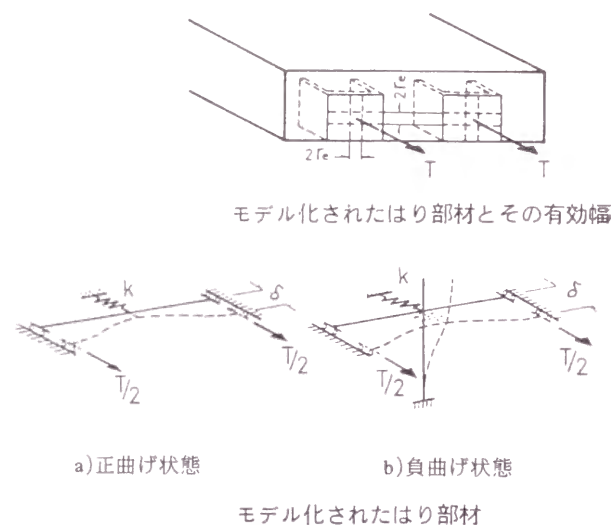 2re
2re
T
T
モデル化されたはり部材とその有効幅
k
δ
T/2
T/2
k
δ
T/2
T/2
a)正曲げ状態
b)負曲げ状態
モデル化されたはり部材